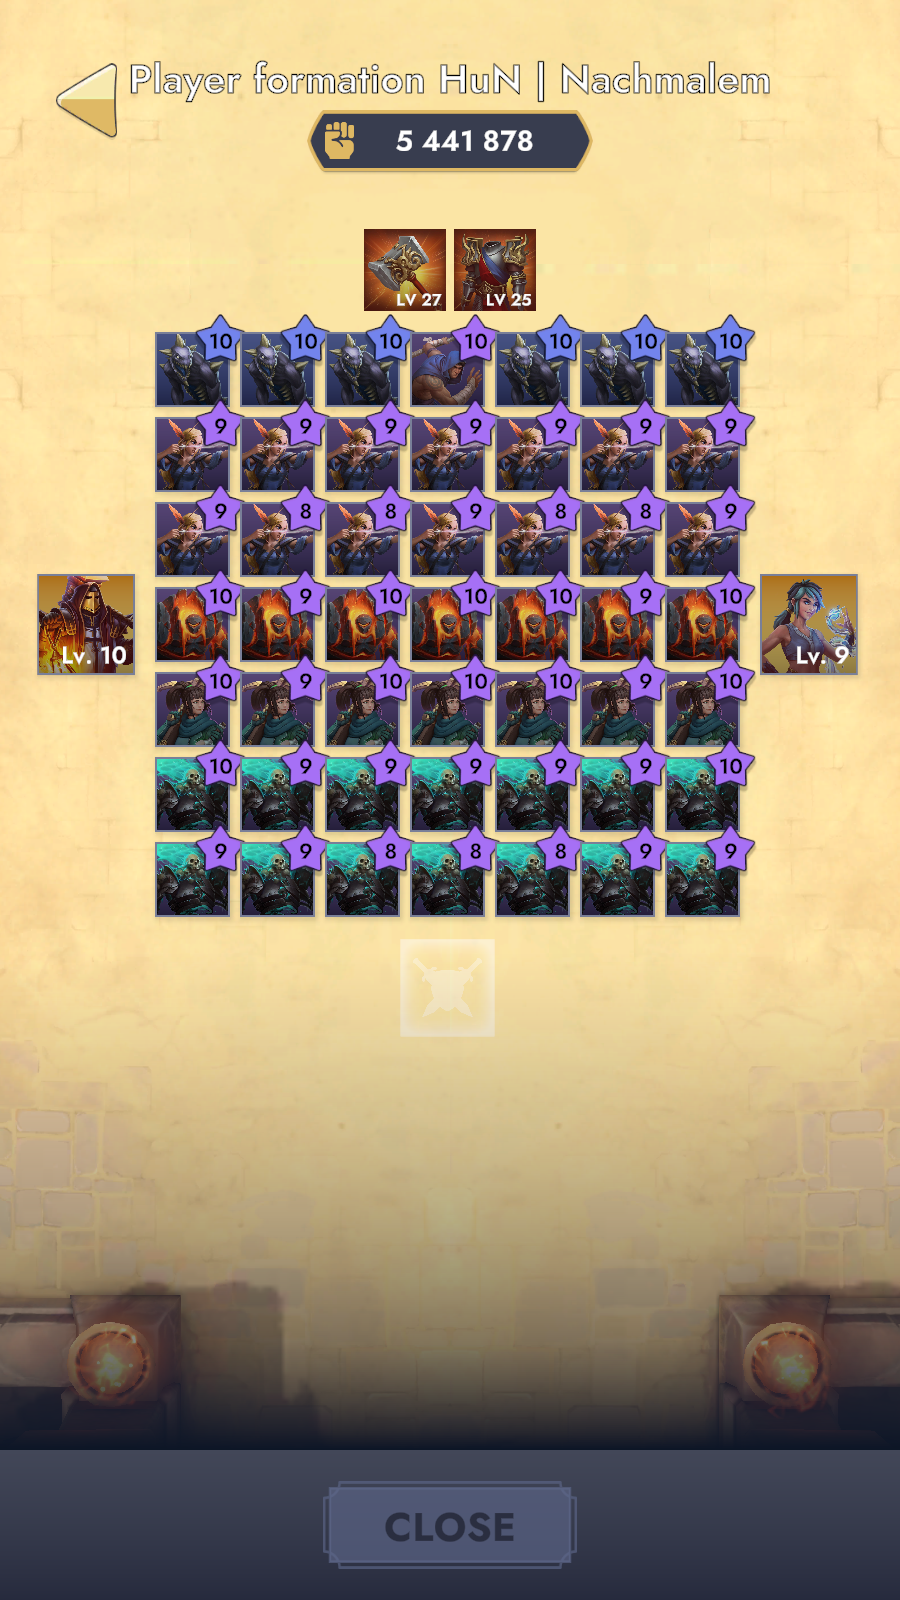 Player formation HuN | Nachmalem
5 441 878
LV 27 LV 25
10 10 10 10 10 10 10
9 9 9 9 9 9 9
9 8 8 9 8 8 9
10 9 10 10 10 9 10
Lv. 10 Lv. 9
10 9 10 10 10 9 10
10 9 9 9 9 9 10
9 9 8 8 8 9 9
CLOSE